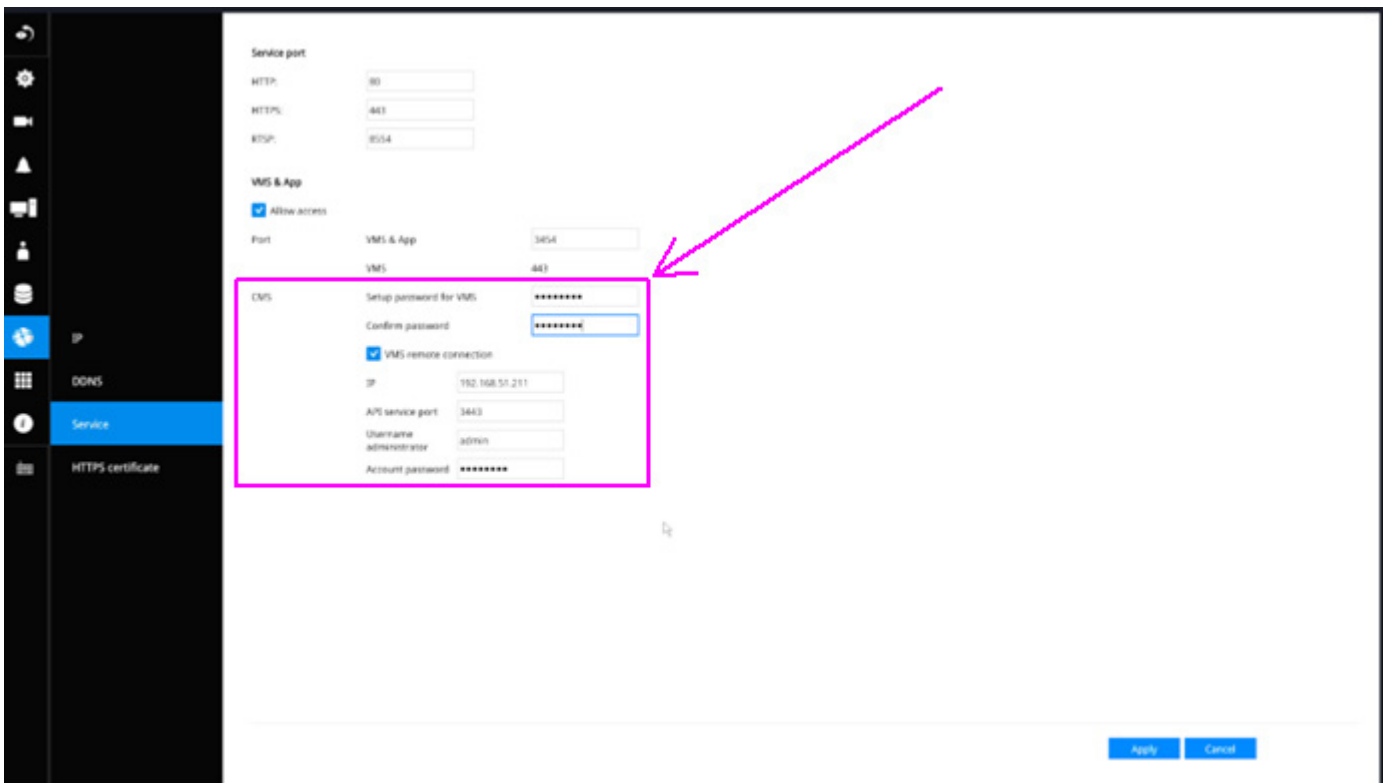 Service port
HTTP: 80
HTTPS: 443
RTSP: 8554
VMS & App
Allow access
Port VMS & App 3454
VMS 443
CMS Setup password for VMS ••••••••
Confirm password ••••••••
VMS remote connection
IP
IP 192.168.51.211
DDNS
API service port 3443
Service
Username administrator admin
HTTPS certificate
Account password ••••••••
Apply Cancel